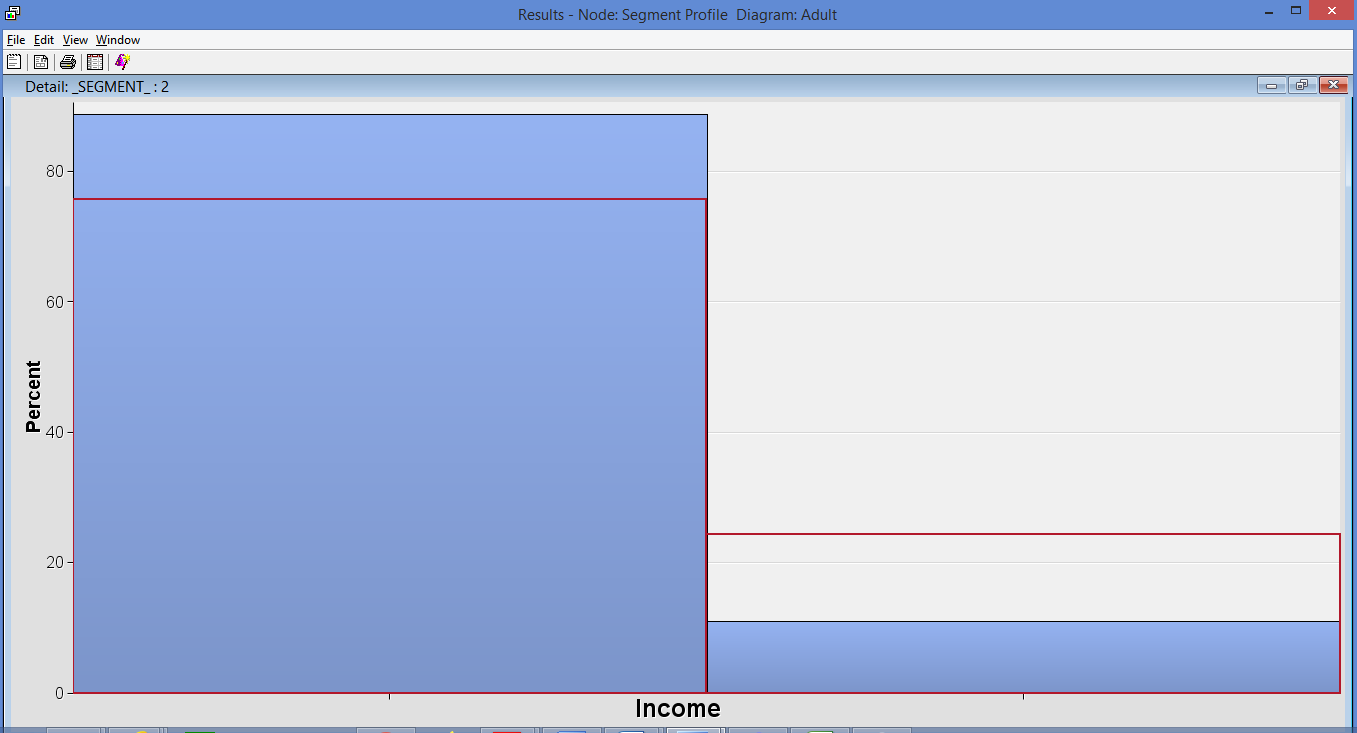 Results - Node: Segment Profile Diagram: Adult
File Edit View Window
Detail: _SEGMENT_ : 2
80
60
40
20
0
Percent
Income